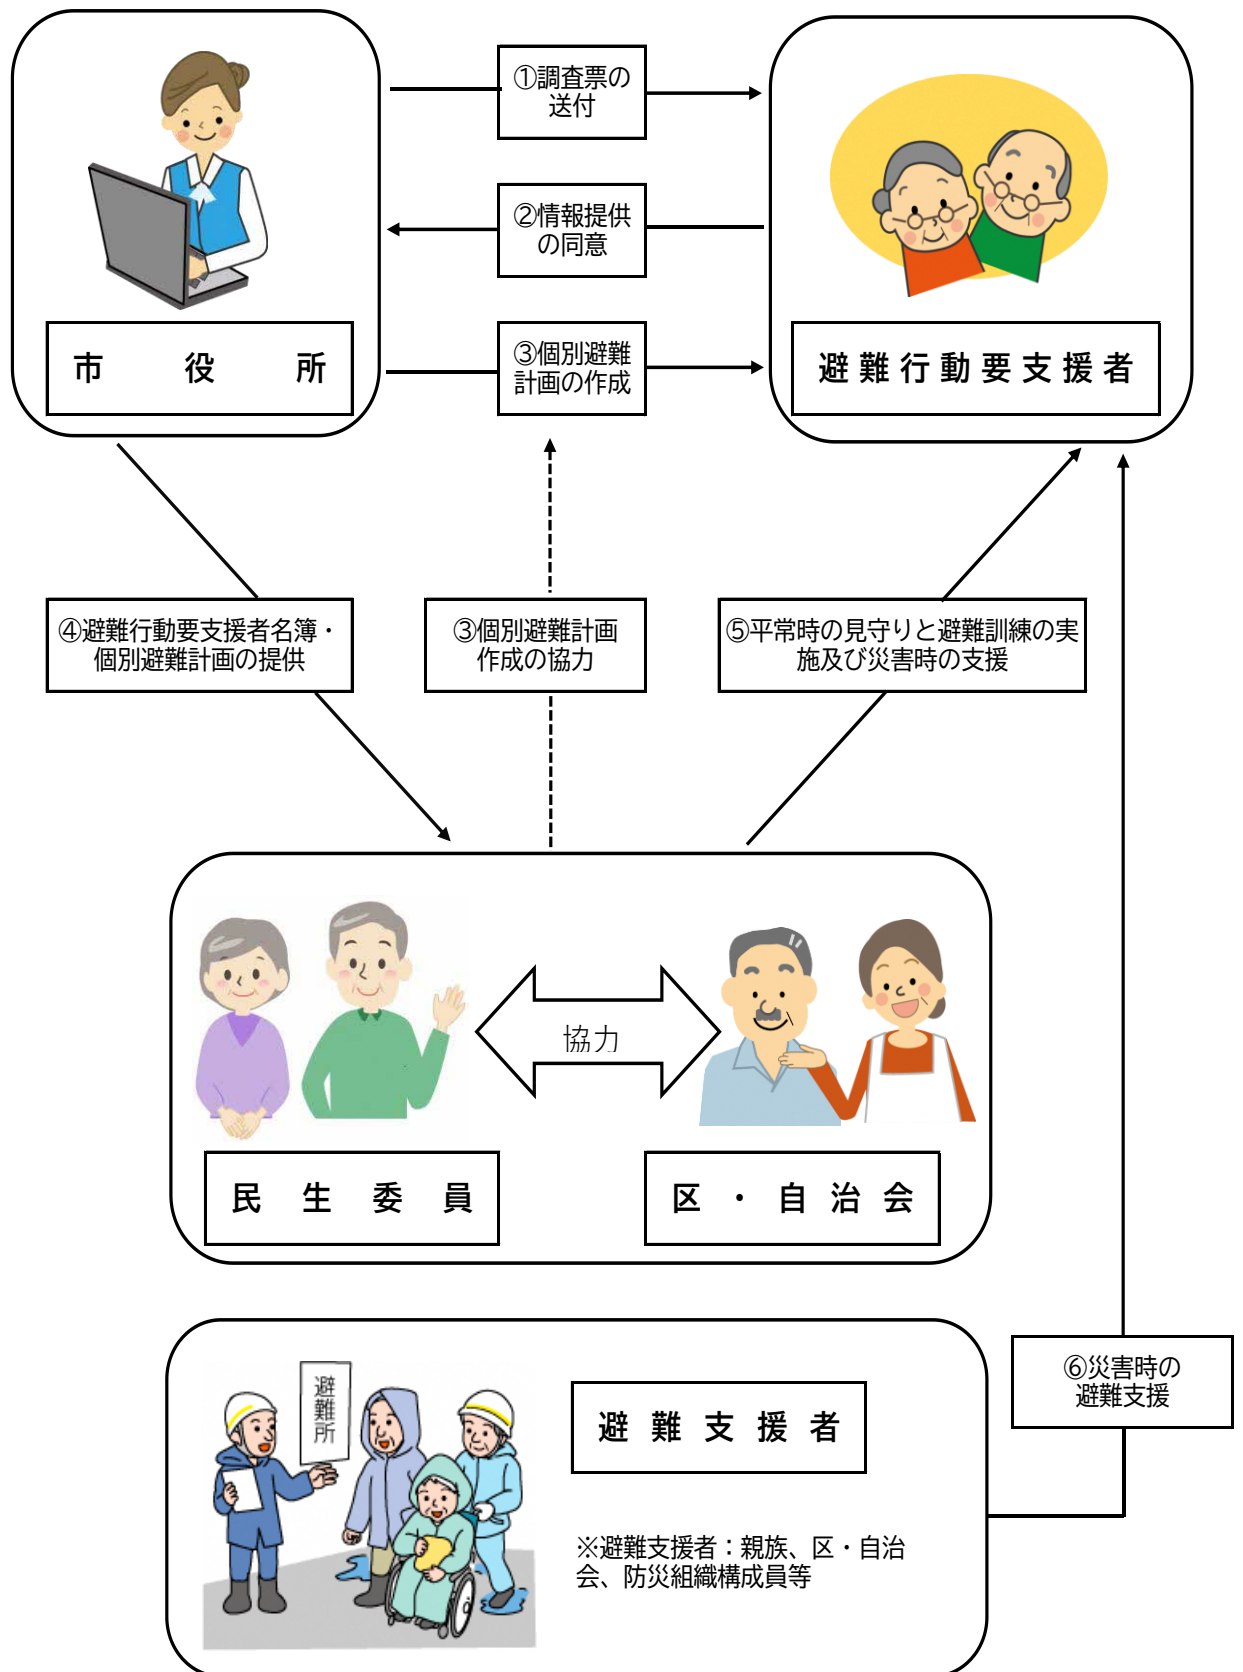 ①調査票の
送付
②情報提供
の同意
③個別避難
計画の作成
市役所
避難行動要支援者
④避難行動要支援者名簿・
個別避難計画の提供
③個別避難計画
作成の協力
⑤平常時の見守りと避難訓練の実
施及び災害時の支援
協力
民生委員
区・自治会
⑥災害時の
避難支援
避難所
避難支援者
※避難支援者：親族、区・自治
会、防災組織構成員等